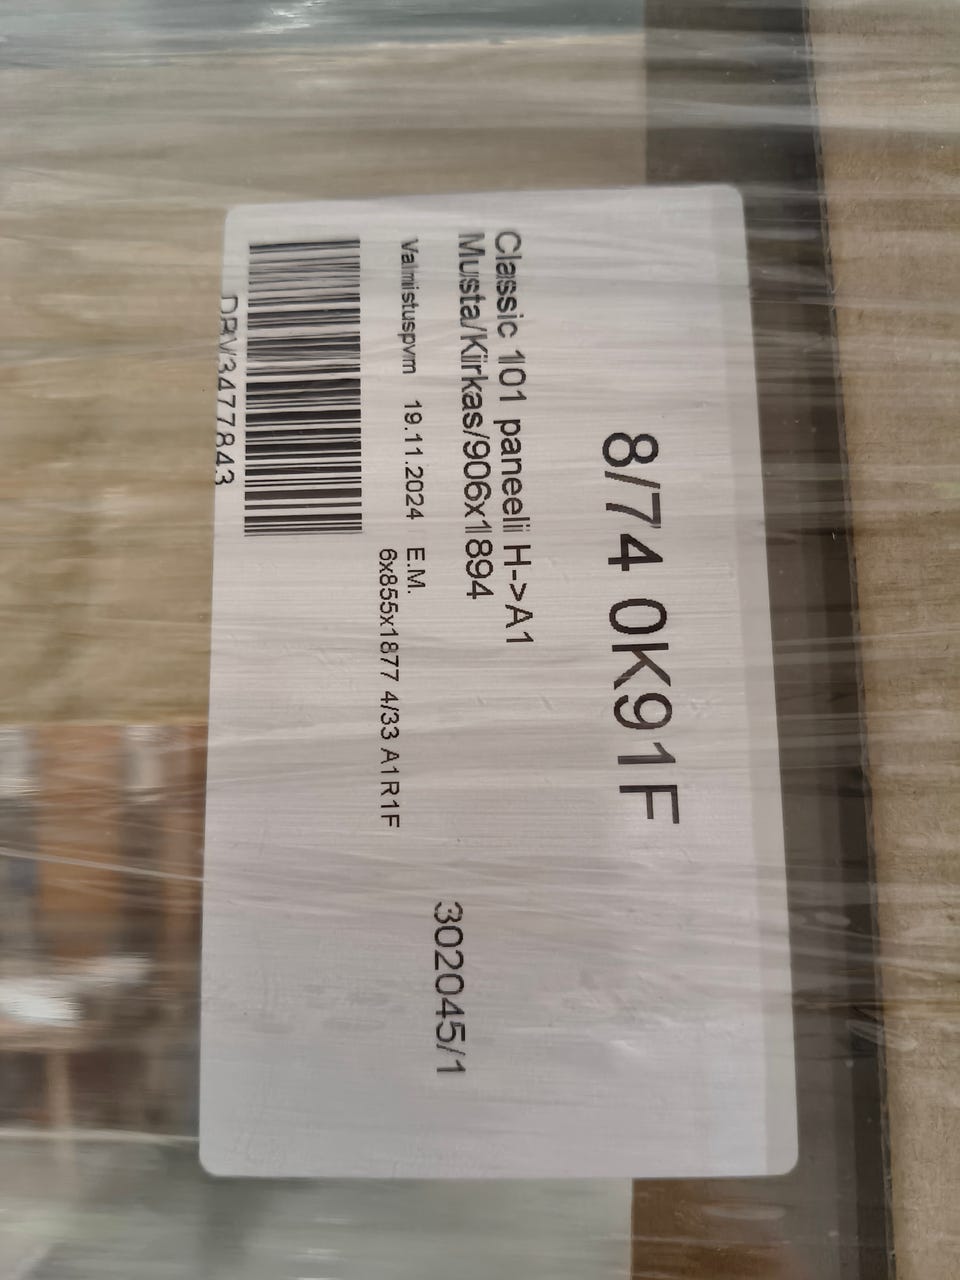 8/74 0K91F
Classic 101 paneeli H->A1
Musta/Kirkas/906x1894
302045/1
Valmistuspvm 19.11.2024 E.M.
6x855x1877 4/33 A1R1F
DRV3477843